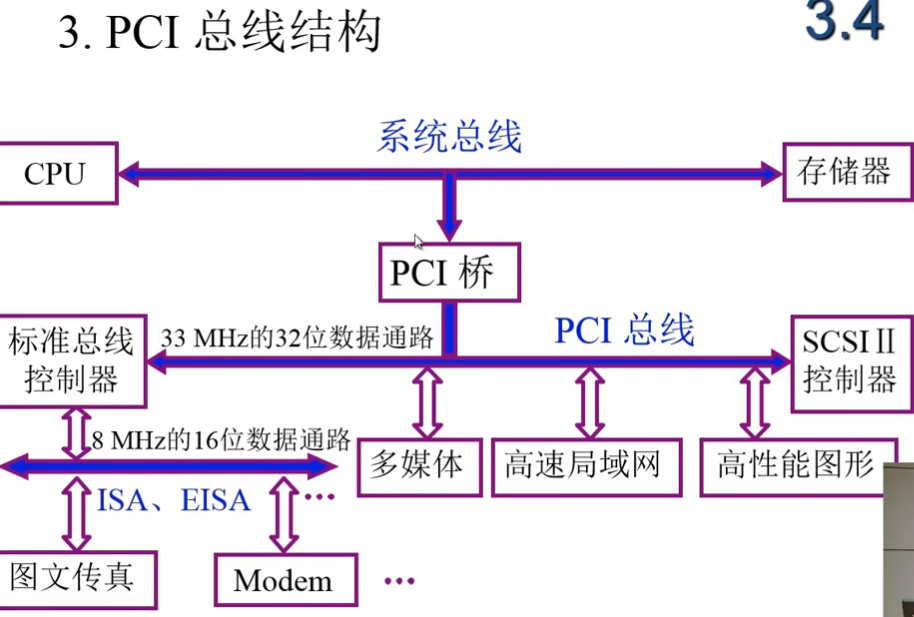 3. PCI 总线结构
3.4
系统总线
CPU
存储器
PCI 桥
标准总线
控制器
33 MHz的32位数据通路
PCI 总线
SCSI II
控制器
8 MHz的16位数据通路
多媒体
高速局域网
高性能图形
ISA、EISA
…
图文传真
Modem
…